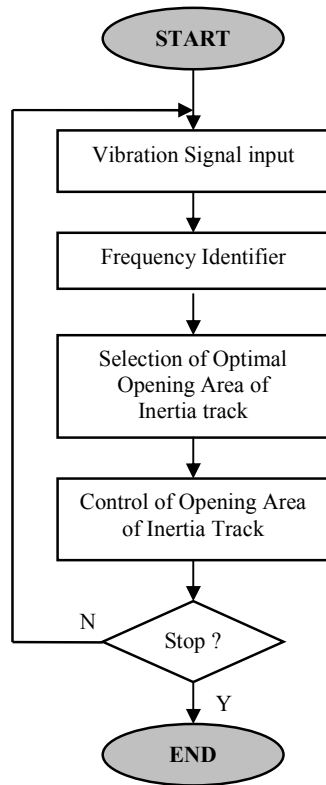 START
Vibration Signal input
Frequency Identifier
Selection of Optimal
Opening Area of
Inertia track
Control of Opening Area
of Inertia Track
N
Stop ?
Y
END